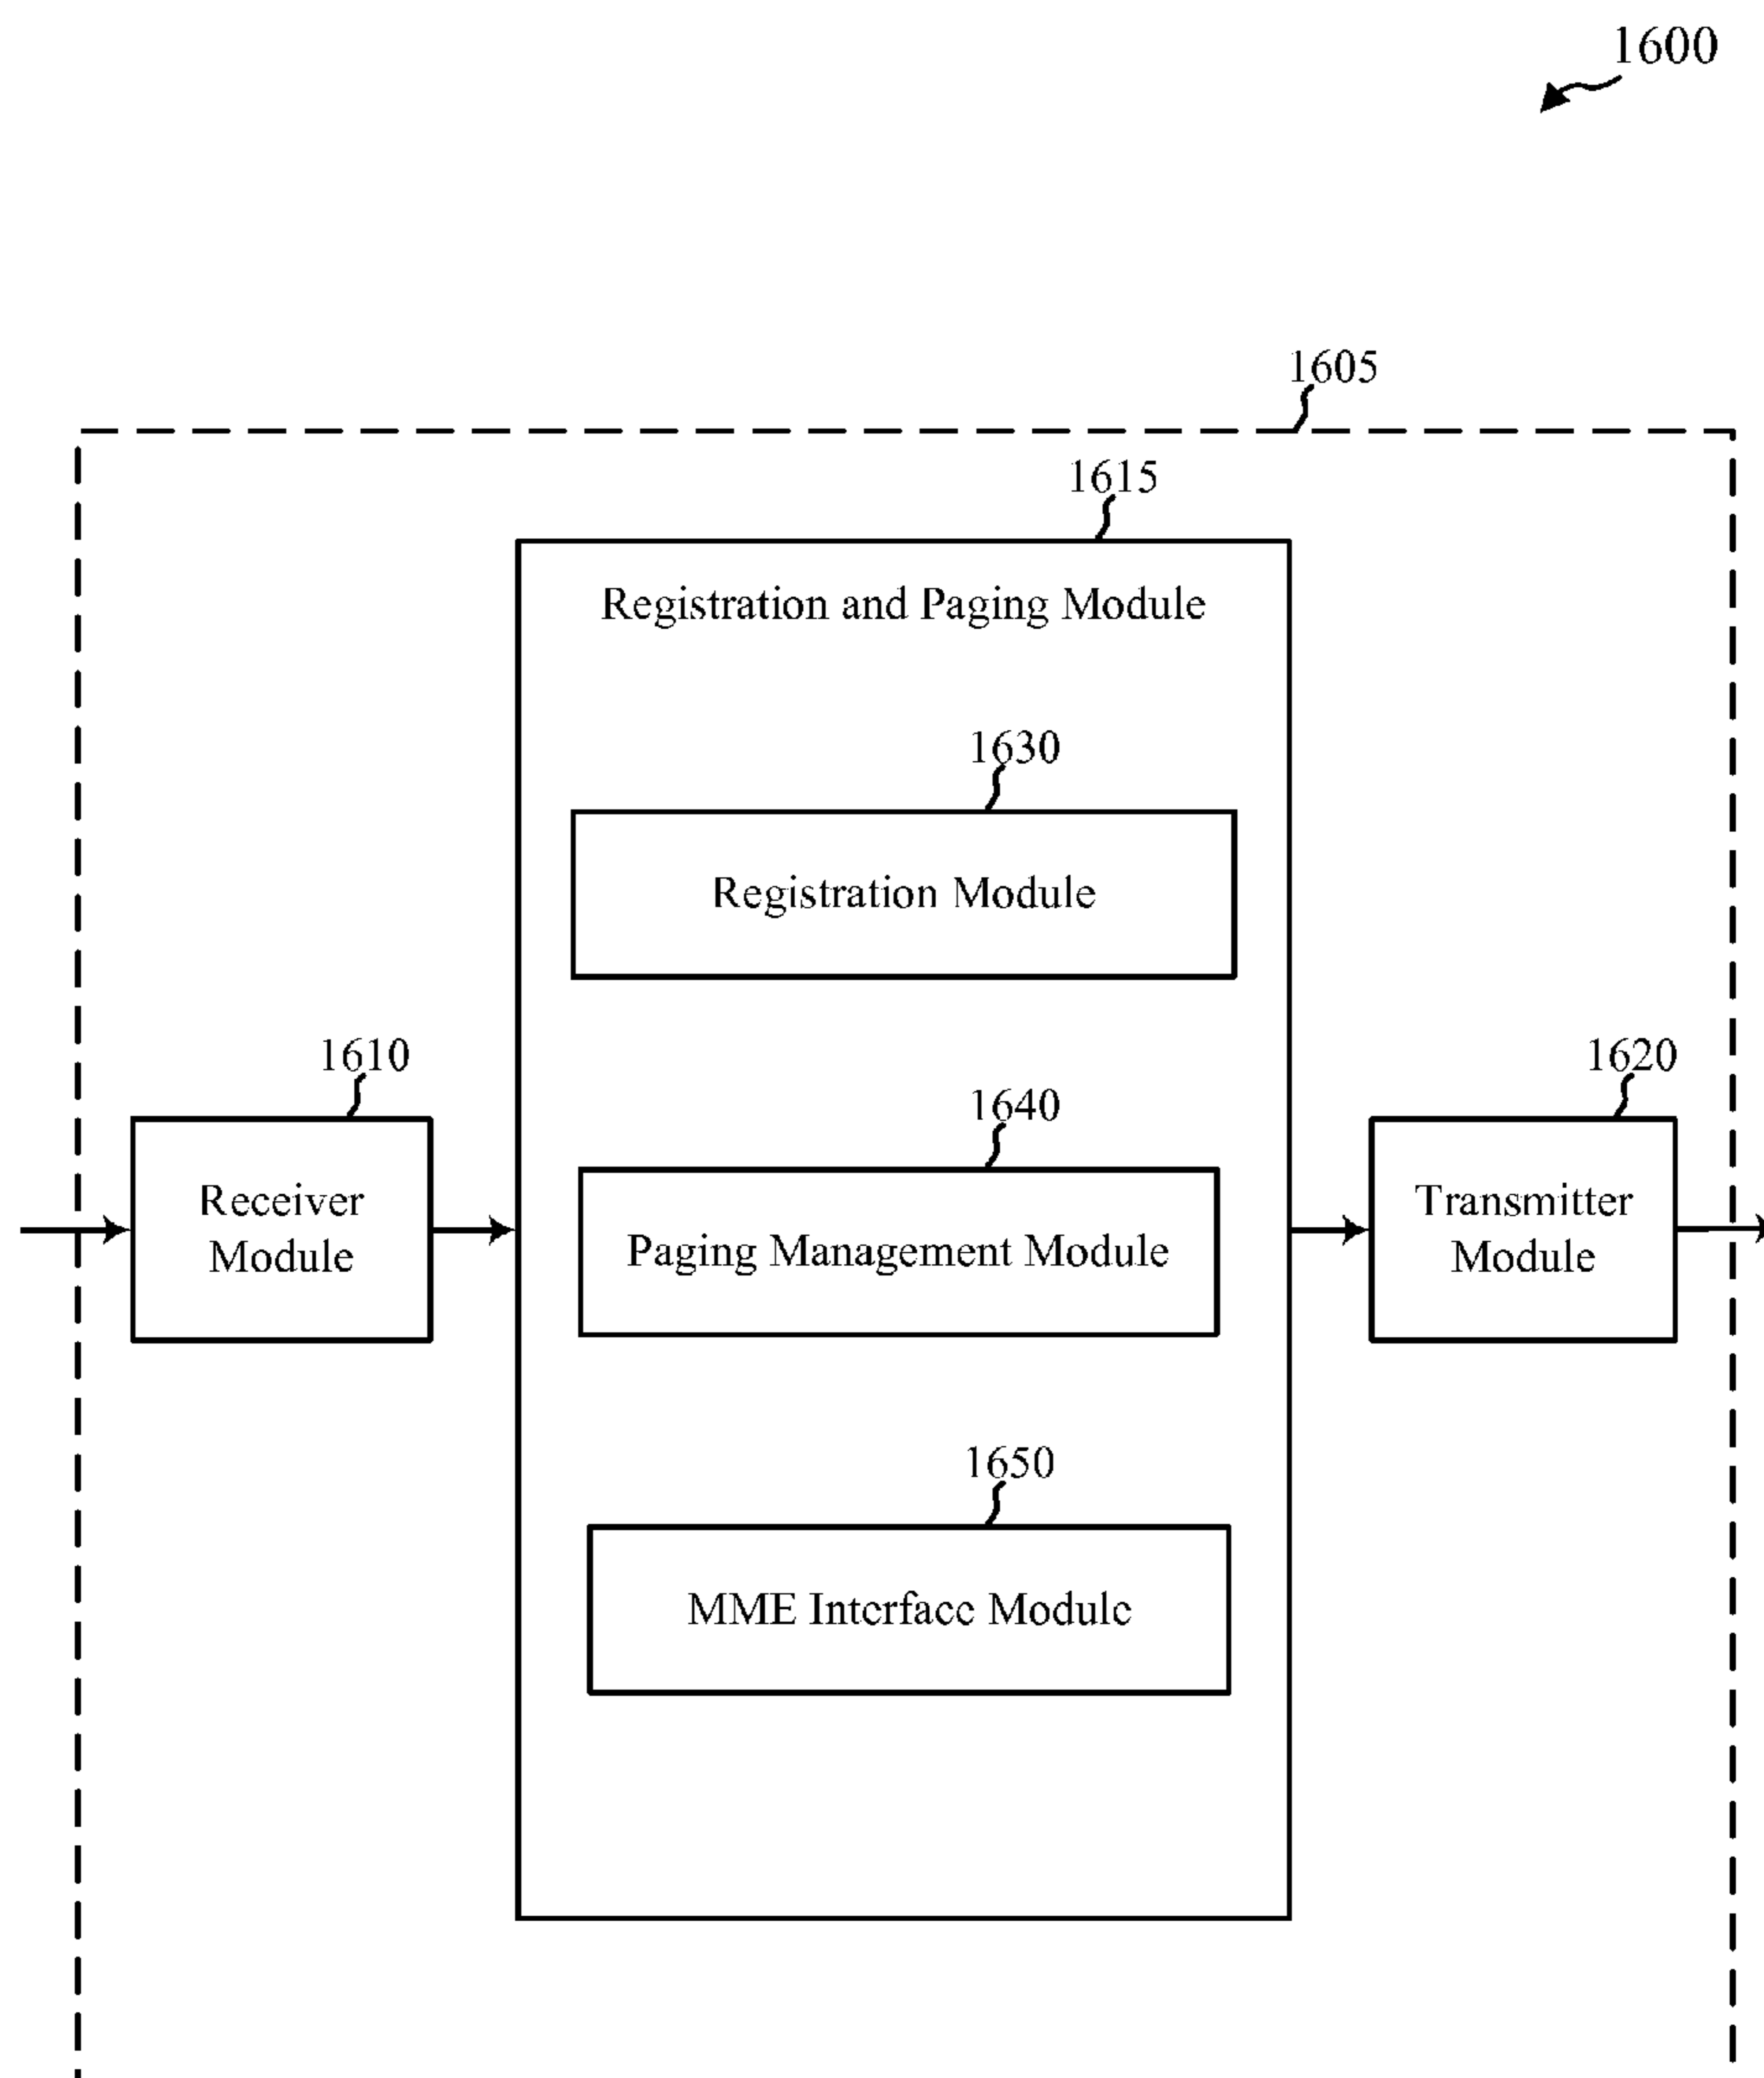 1600
1605
1615
Registration and Paging Module
1630
Registration Module
1610
1620
1640
Receiver
Module
Paging Management Module
Transmitter
Module
1650
MME Interface Module